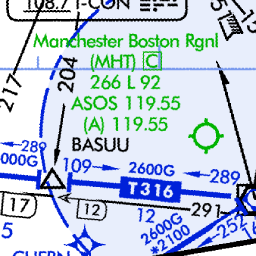 108.7 I-CON
Manchester Boston Rgnl
(MHT) C
266 L 92
ASOS 119.55
(A) 119.55
204
217
BASUU
289
000G
109
2600G
289
T316
17
12
12
291
2600G
*2100
252
16
5